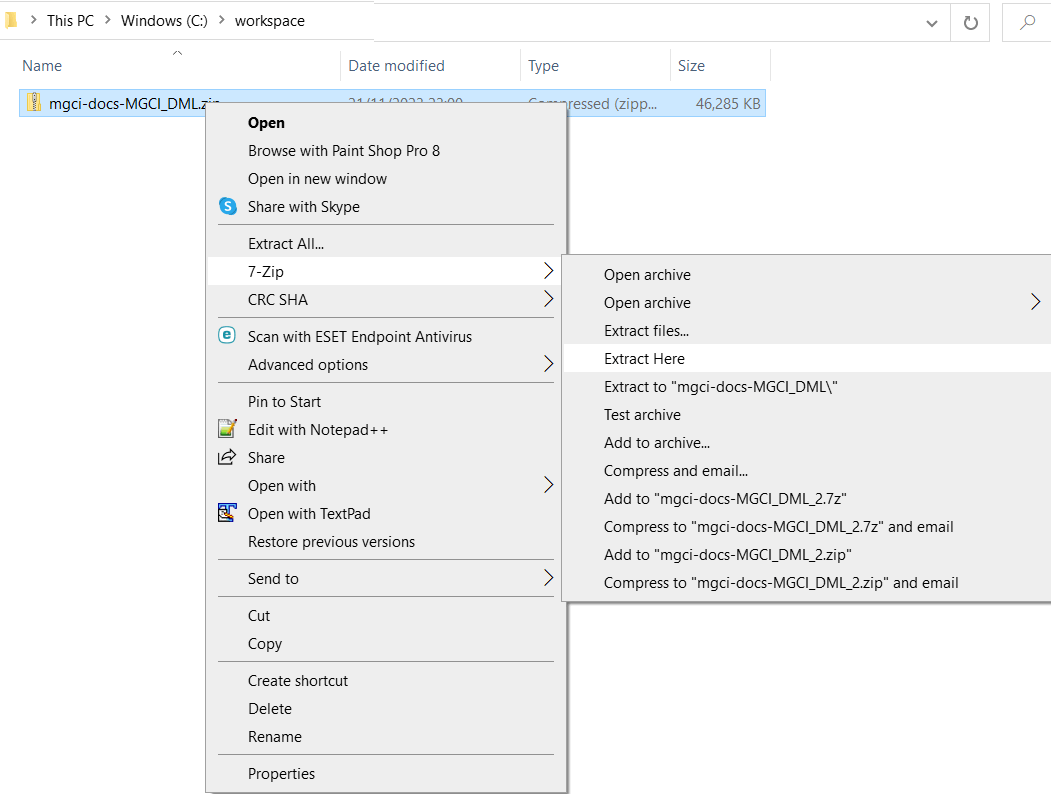 This PC > Windows (C:) > workspace
Name Date modified Type Size
mgci-docs-MGCI_DML.zip 21/11/2022 23:00 Compressed (zipp... 46,285 KB
Open
Browse with Paint Shop Pro 8
Open in new window
Share with Skype
Extract All...
7-Zip
CRC SHA
Scan with ESET Endpoint Antivirus
Advanced options
Pin to Start
Edit with Notepad++
Share
Open with
Open with TextPad
Restore previous versions
Send to
Cut
Copy
Create shortcut
Delete
Rename
Properties
Open archive
Open archive
Extract files...
Extract Here
Extract to "mgci-docs-MGCI_DML\"
Test archive
Add to archive...
Compress and email...
Add to "mgci-docs-MGCI_DML_2.7z"
Compress to "mgci-docs-MGCI_DML_2.7z" and email
Add to "mgci-docs-MGCI_DML_2.zip"
Compress to "mgci-docs-MGCI_DML_2.zip" and email